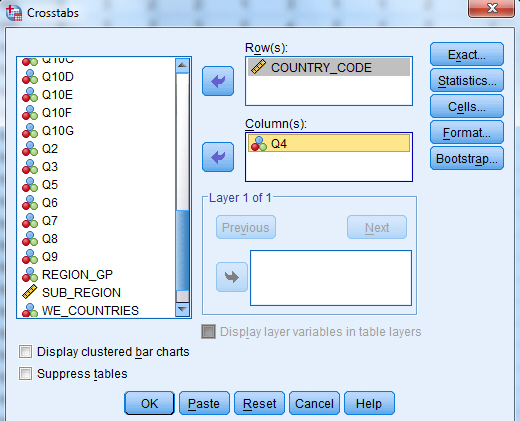 Crosstabs
Q10C
Q10D
Q10E
Q10F
Q10G
Q2
Q3
Q5
Q6
Q7
Q8
Q9
REGION_GP
SUB_REGION
WE_COUNTRIES
Row(s):
COUNTRY_CODE
Column(s):
Q4
Layer 1 of 1
Previous
Next
Display layer variables in table layers
Exact...
Statistics...
Cells...
Format...
Bootstrap...
Display clustered bar charts
Suppress tables
OK
Paste
Reset
Cancel
Help